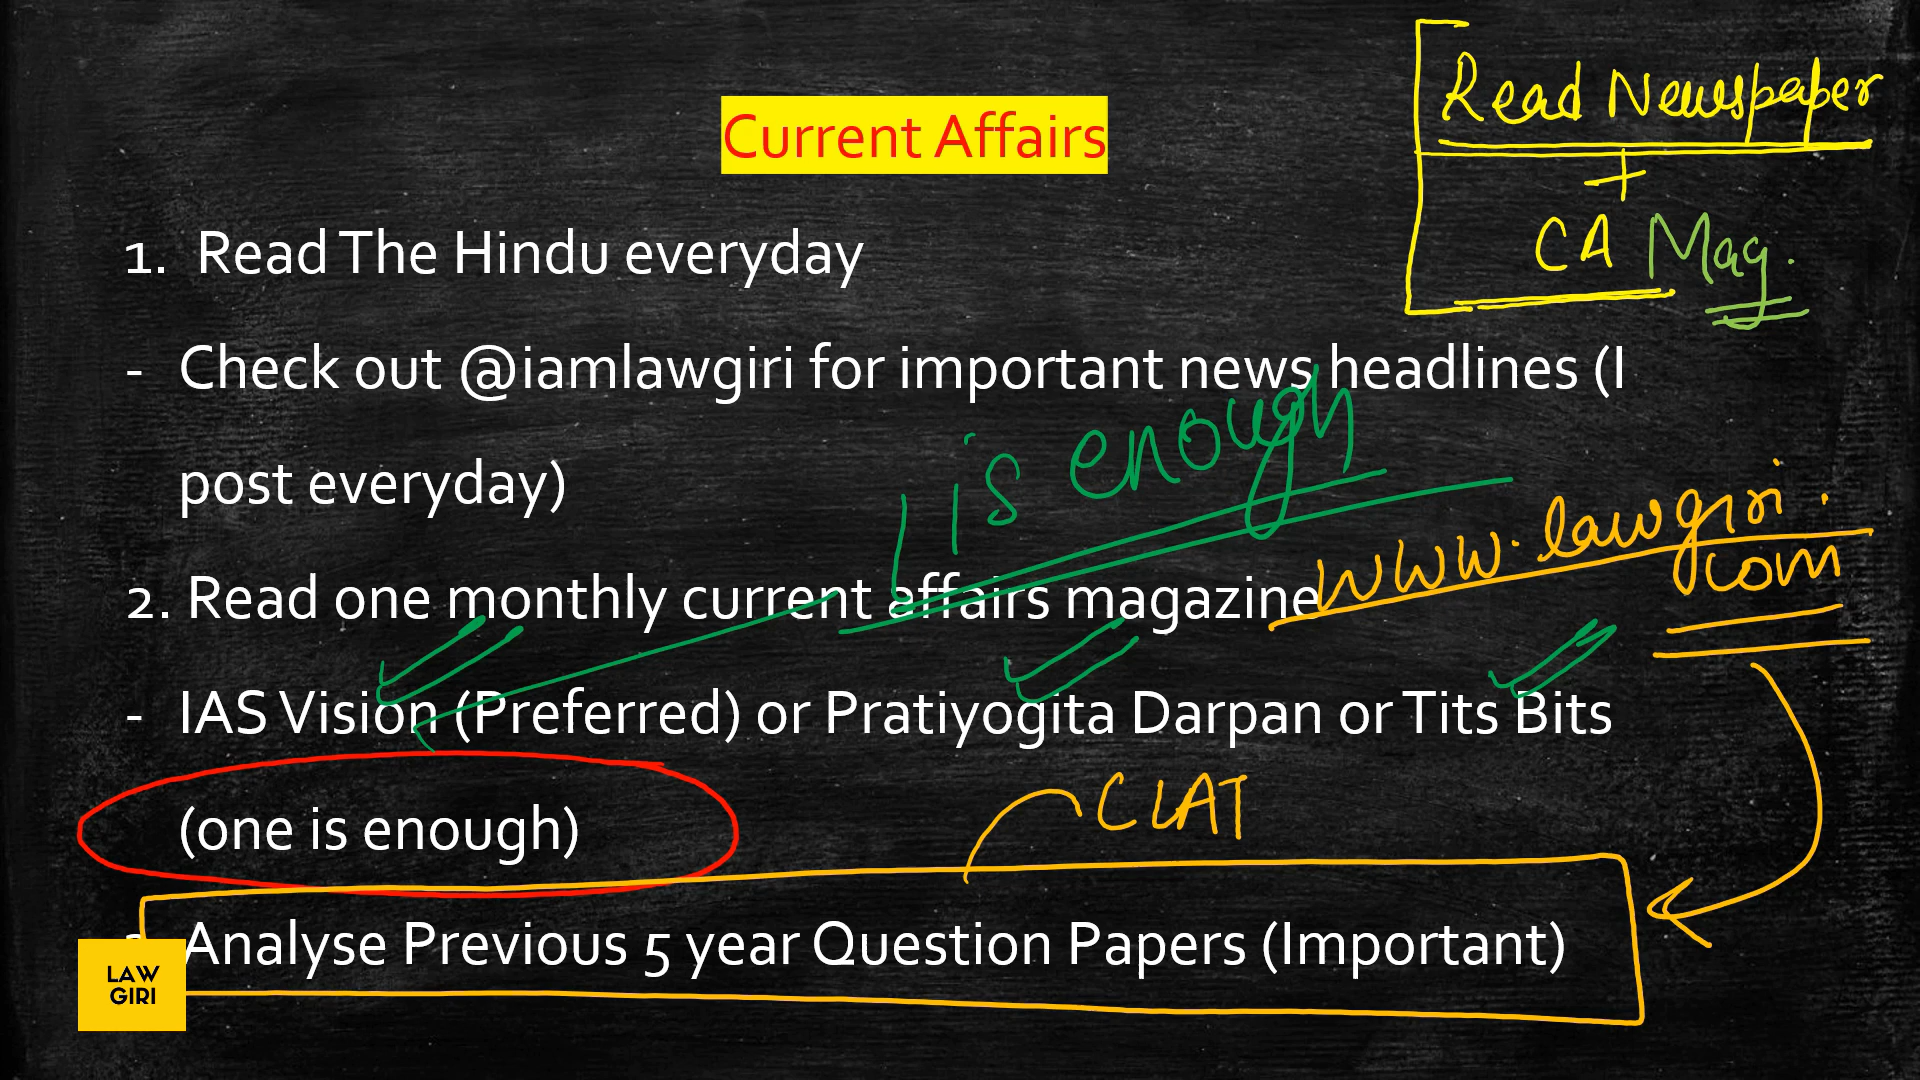 Read Newspaper
+
CA Mag.
Current Affairs
1. Read The Hindu everyday
- Check out @iamlawgiri for important news headlines (I
post everyday)
1 is enough
www.lawgiri.
com
2. Read one monthly current affairs magazine
- IAS Vision (Preferred) or Pratiyogita Darpan or Tits Bits
(one is enough)
CLAT
Analyse Previous 5 year Question Papers (Important)
LAW
GIRI